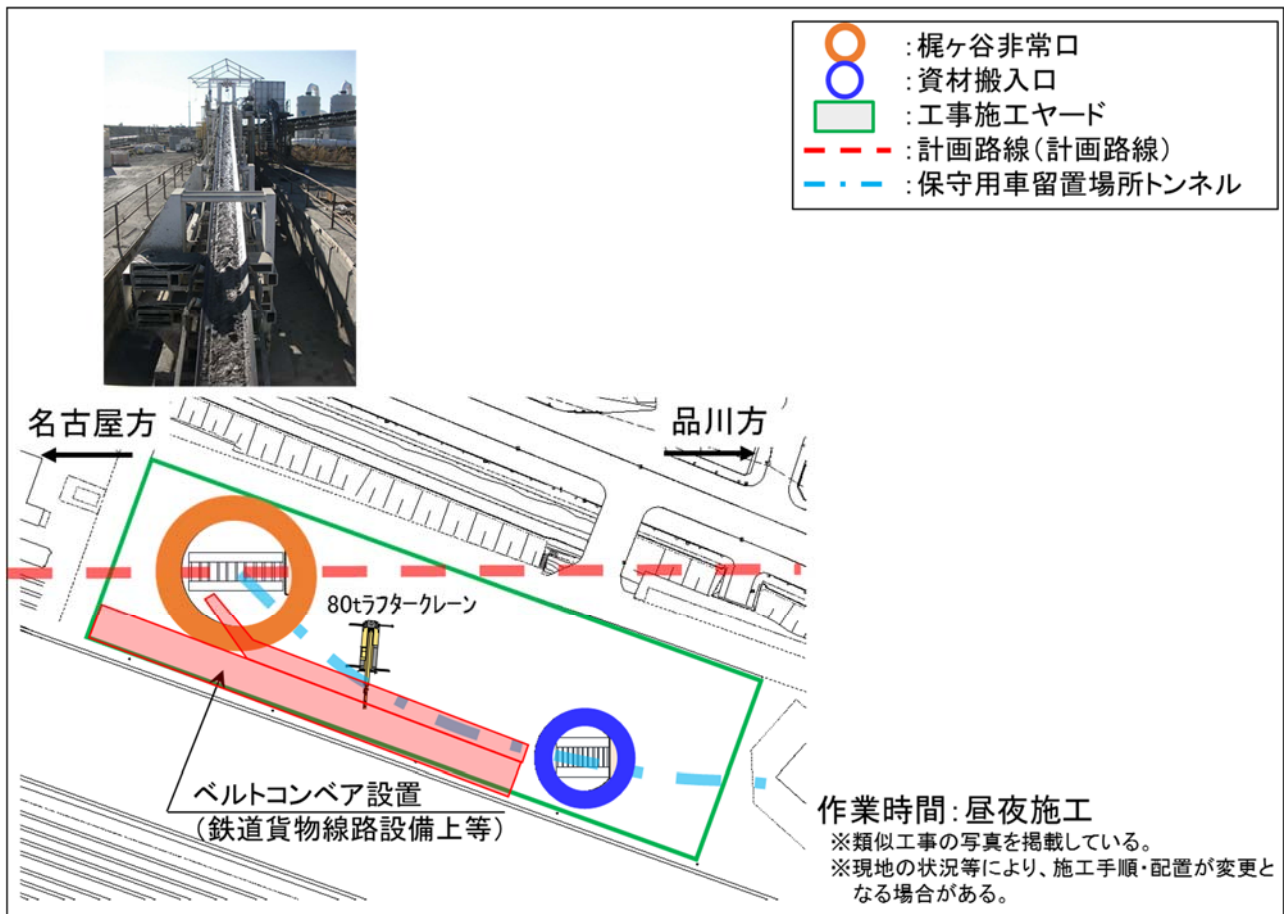 ：梶ヶ谷非常口
：資材搬入口
：工事施工ヤード
：計画路線（計画路線）
：保守用車留置場所トンネル
名古屋方
品川方
80tラフタークレーン
ベルトコンベア設置
（鉄道貨物線路設備上等）
作業時間：昼夜施工
※類似工事の写真を掲載している。
※現地の状況等により、施工手順・配置が変更と
なる場合がある。